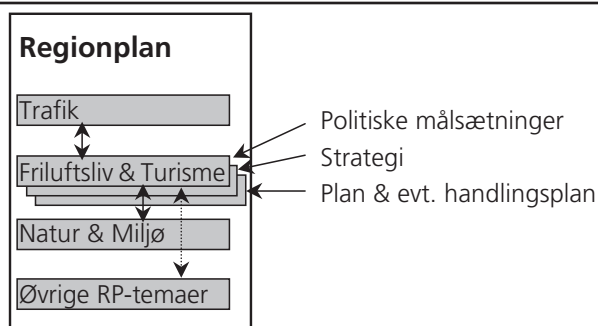 Regionplan
Trafik
Friluftsliv & Turisme
Natur & Miljø
Øvrige RP-temaer
Politiske målsætninger
Strategi
Plan & evt. handlingsplan